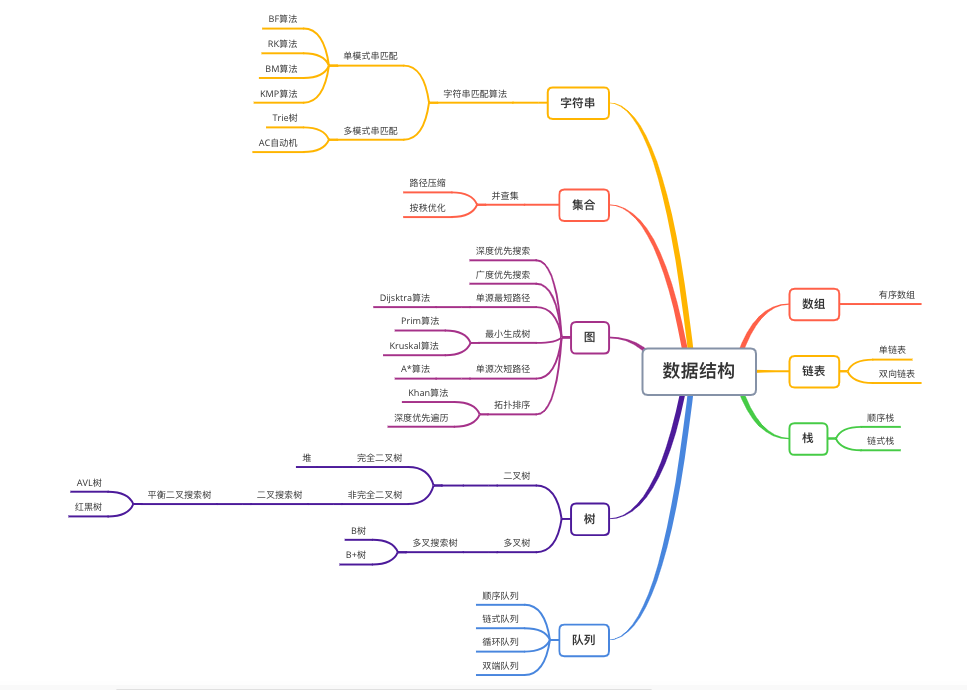 数据结构
字符串
字符串匹配算法
单模式串匹配
BF算法
RK算法
BM算法
KMP算法
多模式串匹配
Trie树
AC自动机
集合
并查集
路径压缩
按秩优化
图
深度优先搜索
广度优先搜索
单源最短路径
Dijsktra算法
最小生成树
Prim算法
Kruskal算法
单源次短路径
A*算法
拓扑排序
Khan算法
深度优先遍历
树
二叉树
完全二叉树
堆
非完全二叉树
二叉搜索树
平衡二叉搜索树
AVL树
红黑树
多叉树
多叉搜索树
B树
B+树
队列
顺序队列
链式队列
循环队列
双端队列
数组
有序数组
链表
单链表
双向链表
栈
顺序栈
链式栈